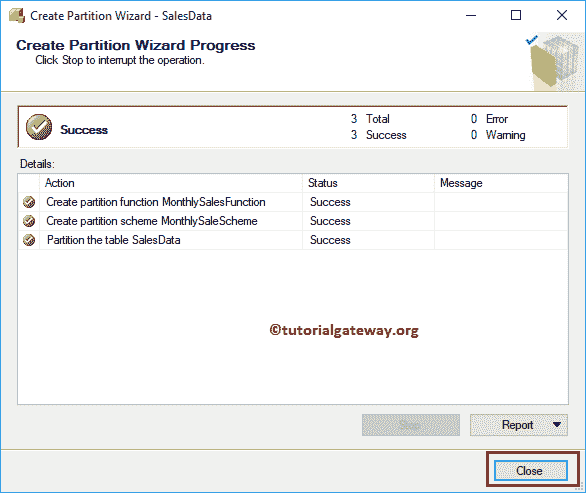 Create Partition Wizard - SalesData
Create Partition Wizard Progress
Click Stop to interrupt the operation.
Success
3 Total
0 Error
3 Success
0 Warning
Details:
Action Status Message
Create partition function MonthlySalesFunction Success
Create partition scheme MonthlySaleScheme Success
Partition the table SalesData Success
©tutorialgateway.org
Stop Report
Close